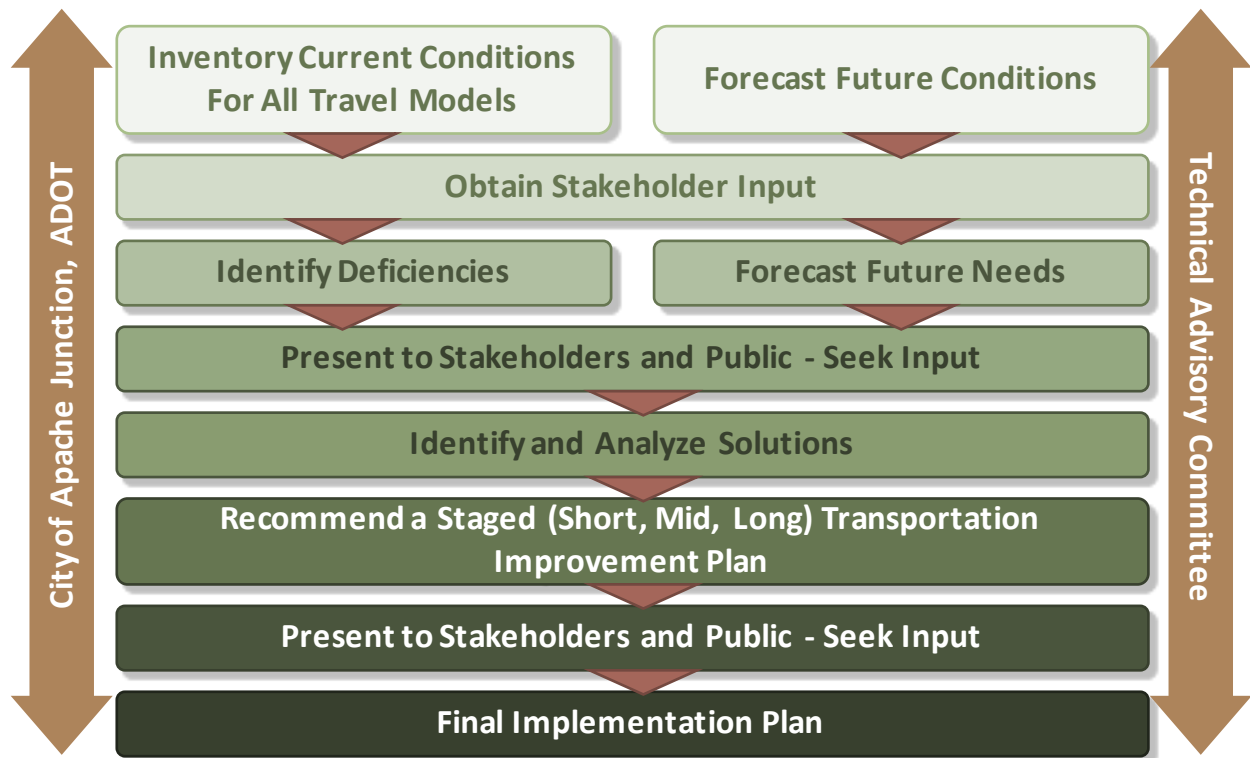 Inventory Current Conditions
For All Travel Models
Forecast Future Conditions
Obtain Stakeholder Input
Identify Deficiencies
Forecast Future Needs
Present to Stakeholders and Public - Seek Input
Identify and Analyze Solutions
Recommend a Staged (Short, Mid, Long) Transportation
Improvement Plan
Present to Stakeholders and Public - Seek Input
Final Implementation Plan
City of Apache Junction, ADOT
Technical Advisory Committee